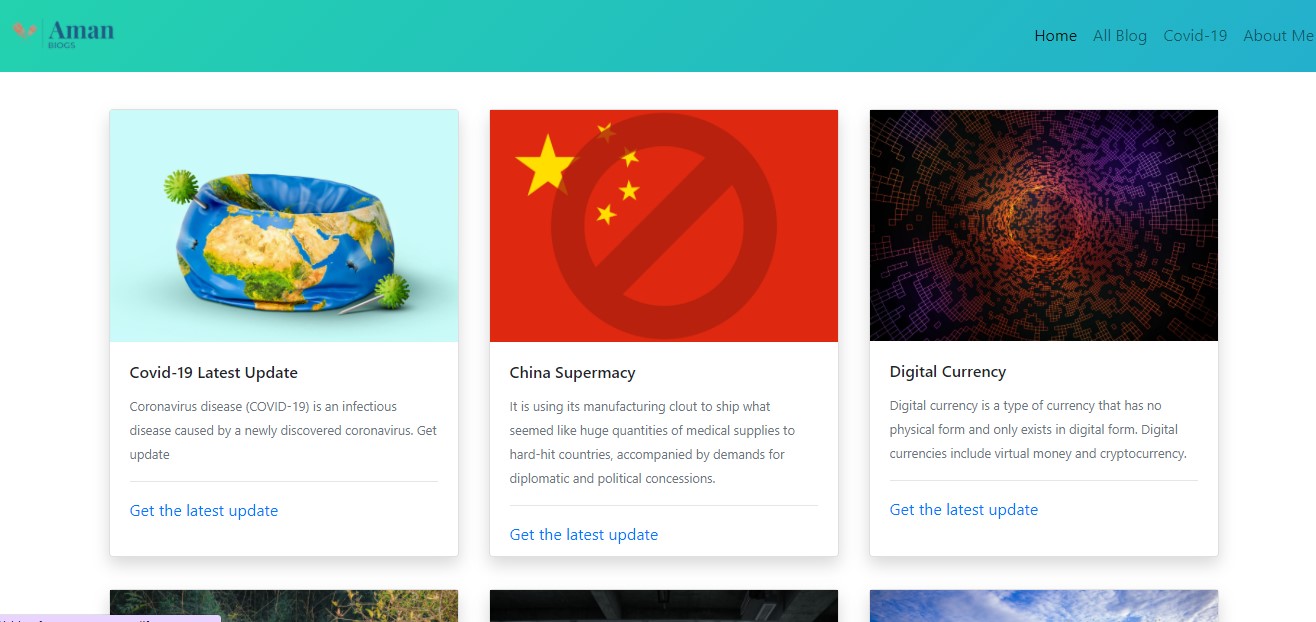 Aman
BlOGS
Home All Blog Covid-19 About Me
Covid-19 Latest Update
Coronavirus disease (COVID-19) is an infectious
disease caused by a newly discovered coronavirus. Get
update
Get the latest update
China Supermacy
It is using its manufacturing clout to ship what
seemed like huge quantities of medical supplies to
hard-hit countries, accompanied by demands for
diplomatic and political concessions.
Get the latest update
Digital Currency
Digital currency is a type of currency that has no
physical form and only exists in digital form. Digital
currencies include virtual money and cryptocurrency.
Get the latest update